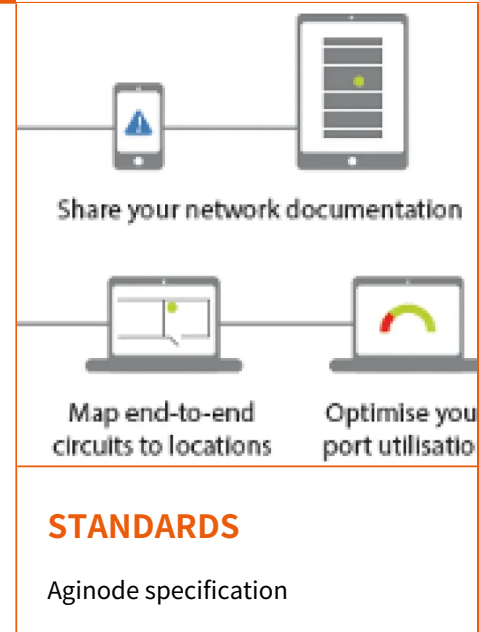 Share your network documentation
Map end-to-end
circuits to locations
Optimise you
port utilisatio
STANDARDS
Aginode specification